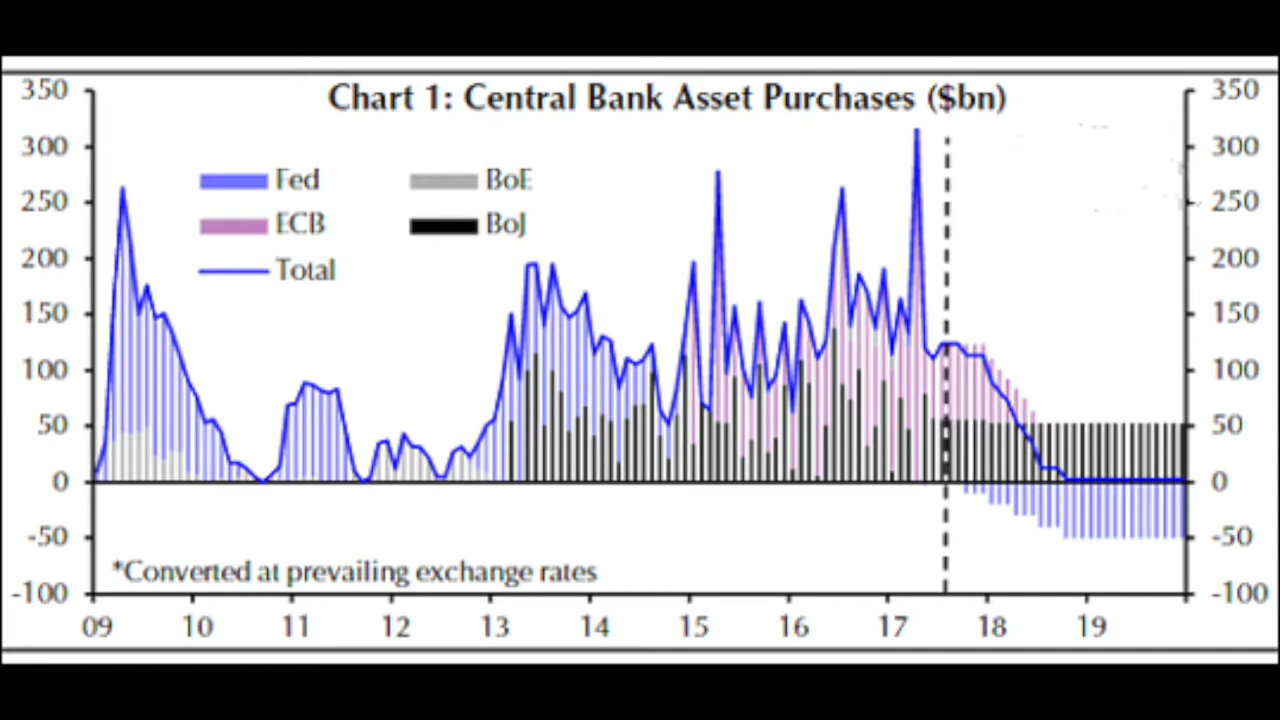 Chart 1: Central Bank Asset Purchases ($bn)
350 350
300 Fed BoE 300
250 ECB BoJ 250
200 Total 200
150 150
100 100
50 50
0 0
-50 -50
-100 *Converted at prevailing exchange rates -100
09 10 11 12 13 14 15 16 17 18 19